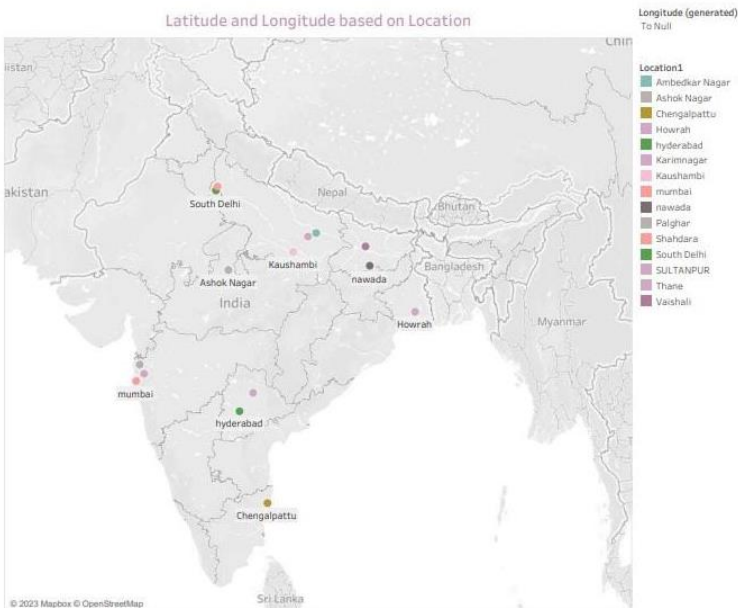 Latitude and Longitude based on Location
Longitude (generated)
To Null
Location1
Ambedkar Nagar
Ashok Nagar
Chengalpattu
Howrah
hyderabad
Karimnagar
Kaushambi
mumbai
nawada
Palghar
Shahdara
South Delhi
SULTANPUR
Thane
Vaishali
Chin
istan
akistan
Nepal
South Delhi
Bhutan
Kaushambi
nawada
Bangladesh
Ashok Nagar
India
Howrah
Myanmar
mumbai
hyderabad
Chengalpattu
Sri Lanka
T
© 2023 Mapbox © OpenStreetMap